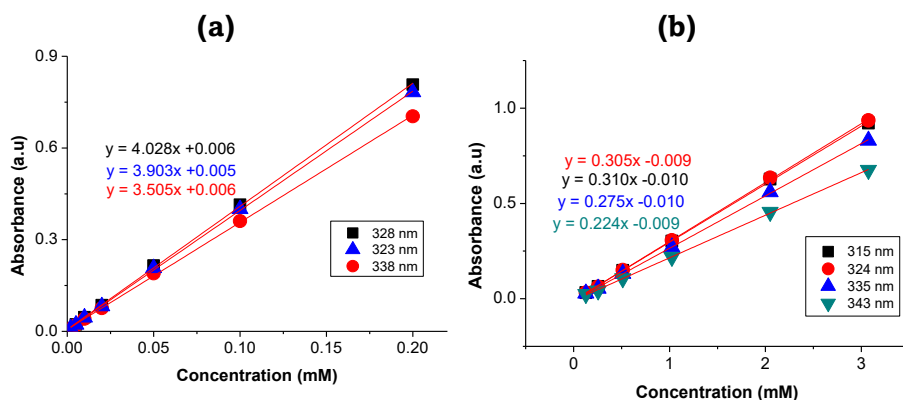 (a)
0.9
0.6
0.3
0.0
Absorbance (a.u)
y = 4.028x +0.006
y = 3.903x +0.005
y = 3.505x +0.006
328 nm
323 nm
338 nm
0.00 0.05 0.10 0.15 0.20
Concentration (mM)
(b)
1.0
0.5
0.0
Absorbance (a.u)
y = 0.305x -0.009
y = 0.310x -0.010
y = 0.275x -0.010
y = 0.224x -0.009
315 nm
324 nm
335 nm
343 nm
0 1 2 3
Concentration (mM)